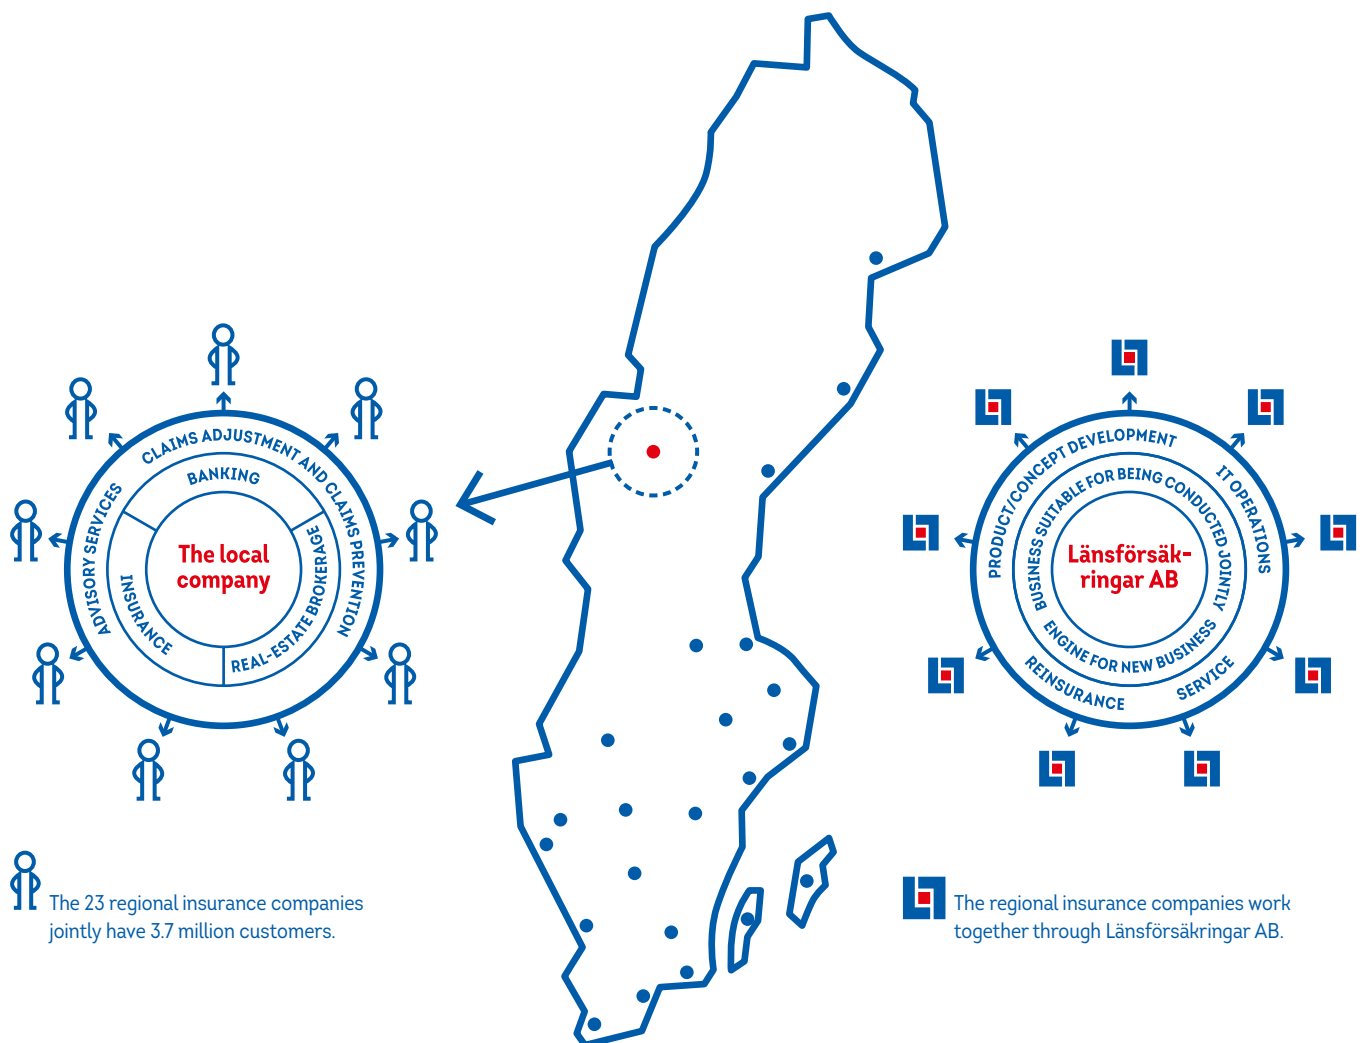 CLAIMS ADJUSTMENT AND CLAIMS PREVENTION
ADVISORY SERVICES
BANKING
INSURANCE
REAL-ESTATE BROKERAGE
The local
company
PRODUCT/CONCEPT DEVELOPMENT
IT OPERATIONS
BUSINESS SUITABLE FOR BEING CONDUCTED JOINTLY
ENGINE FOR NEW BUSINESS
REINSURANCE
SERVICE
Länsförsäk-
ringar AB
The 23 regional insurance companies
jointly have 3.7 million customers.
The regional insurance companies work
together through Länsförsäkringar AB.